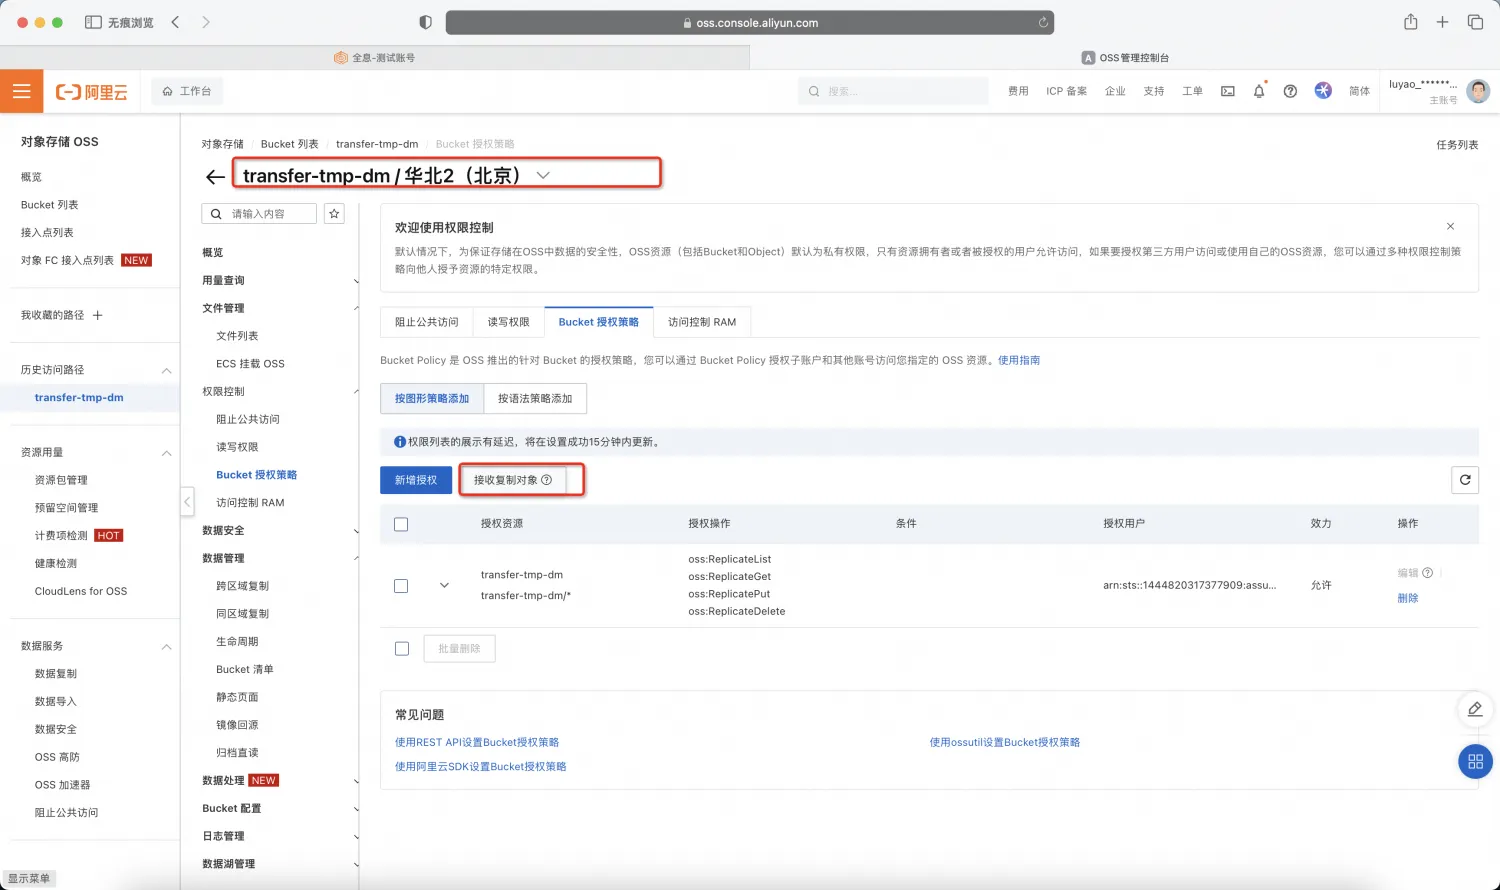 无痕浏览
oss.console.aliyun.com
全息-测试账号
OSS管理控制台
阿里云
工作台
搜索...
费用
ICP 备案
企业
支持
工单
简体
luyao_******...
主账号
对象存储 OSS
概览
Bucket 列表
接入点列表
对象 FC 接入点列表 NEW
我收藏的路径
历史访问路径
transfer-tmp-dm
资源用量
资源包管理
预留空间管理
计费项检测 HOT
健康检测
CloudLens for OSS
数据服务
数据复制
数据导入
数据安全
OSS 高防
OSS 加速器
阻止公共访问
显示菜单
对象存储 / Bucket 列表 / transfer-tmp-dm / Bucket 授权策略
任务列表
transfer-tmp-dm / 华北2（北京）
请输入内容
概览
用量查询
文件管理
文件列表
ECS 挂载 OSS
权限控制
阻止公共访问
读写权限
Bucket 授权策略
访问控制 RAM
数据安全
数据管理
跨区域复制
同区域复制
生命周期
Bucket 清单
静态页面
镜像回源
归档直读
数据处理 NEW
Bucket 配置
日志管理
数据湖管理
欢迎使用权限控制
默认情况下，为保证存储在OSS中数据的安全性，OSS资源（包括Bucket和Object）默认为私有权限，只有资源拥有者或者被授权的用户允许访问，如果要授权第三方用户访问或使用自己的OSS资源，您可以通过多种权限控制策
略向他人授予资源的特定权限。
阻止公共访问
读写权限
Bucket 授权策略
访问控制 RAM
Bucket Policy 是 OSS 推出的针对 Bucket 的授权策略，您可以通过 Bucket Policy 授权子账户和其他账号访问您指定的 OSS 资源。使用指南
按图形策略添加
按语法策略添加
权限列表的展示有延迟，将在设置成功15分钟内更新。
新增授权
接收复制对象
授权资源
授权操作
条件
授权用户
效力
操作
transfer-tmp-dm
transfer-tmp-dm/*
oss:ReplicateList
oss:ReplicateGet
oss:ReplicatePut
oss:ReplicateDelete
arn:sts::1444820317377909:assu...
允许
编辑
删除
批量删除
常见问题
使用REST API设置Bucket授权策略
使用ossutil设置Bucket授权策略
使用阿里云SDK设置Bucket授权策略